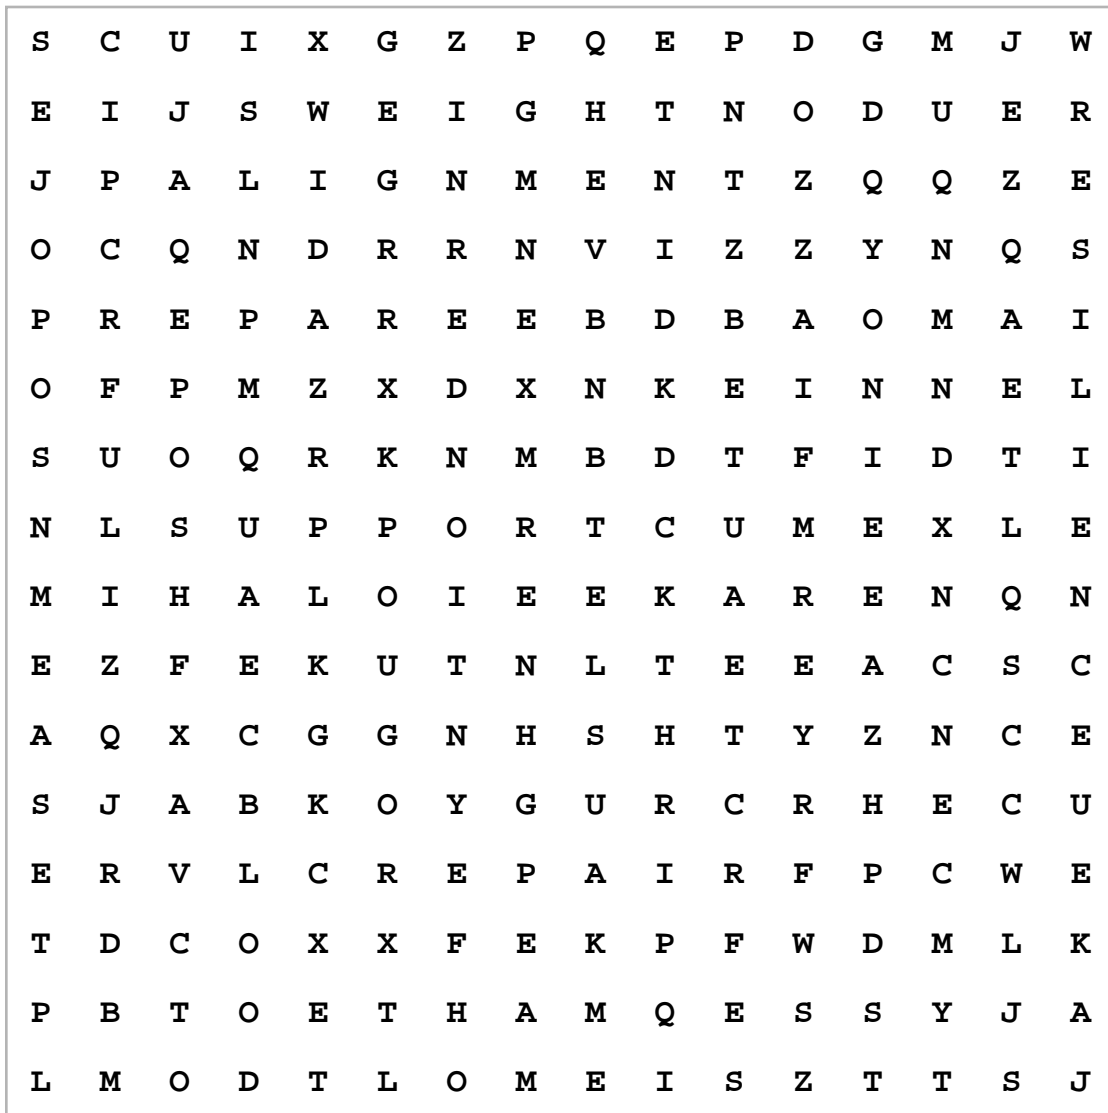 S C U I X G Z P Q E P D G M J W
E I J S W E I G H T N O D U E R
J P A L I G N M E N T Z Q Q Z E
O C Q N D R R N V I Z Z Y N Q S
P R E P A R E E B D B A O M A I
O F P M Z X D X N K E I N N E L
S U O Q R K N M B D T F I D T I
N L S U P P O R T C U M E X L E
M I H A L O I E E K A R E N Q N
E Z F E K U T N L T E E A C S C
A Q X C G G N H S H T Y Z N C E
S J A B K O Y G U R C R H E C U
E R V L C R E P A I R F P C W E
T D C O X X F E K P F W D M L K
P B T O E T H A M Q E S S Y J A
L M O D T L O M E I S Z T T S J